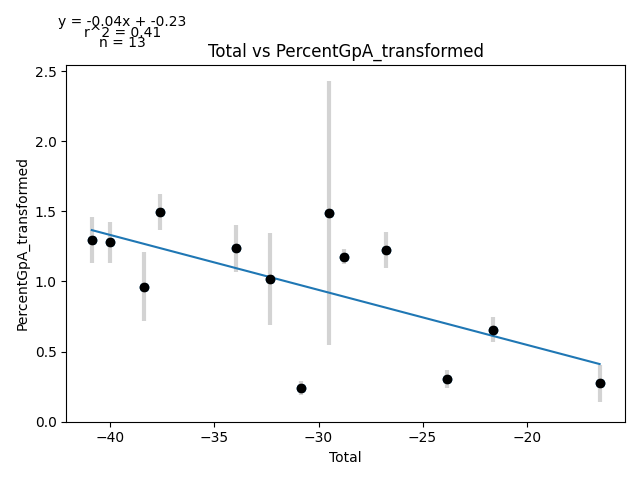 y = -0.04x + -0.23
r^2 = 0.41
n = 13
Total vs PercentGpA_transformed
PercentGpA_transformed
2.5
2.0
1.5
1.0
0.5
0.0
−40 −35 −30 −25 −20
Total